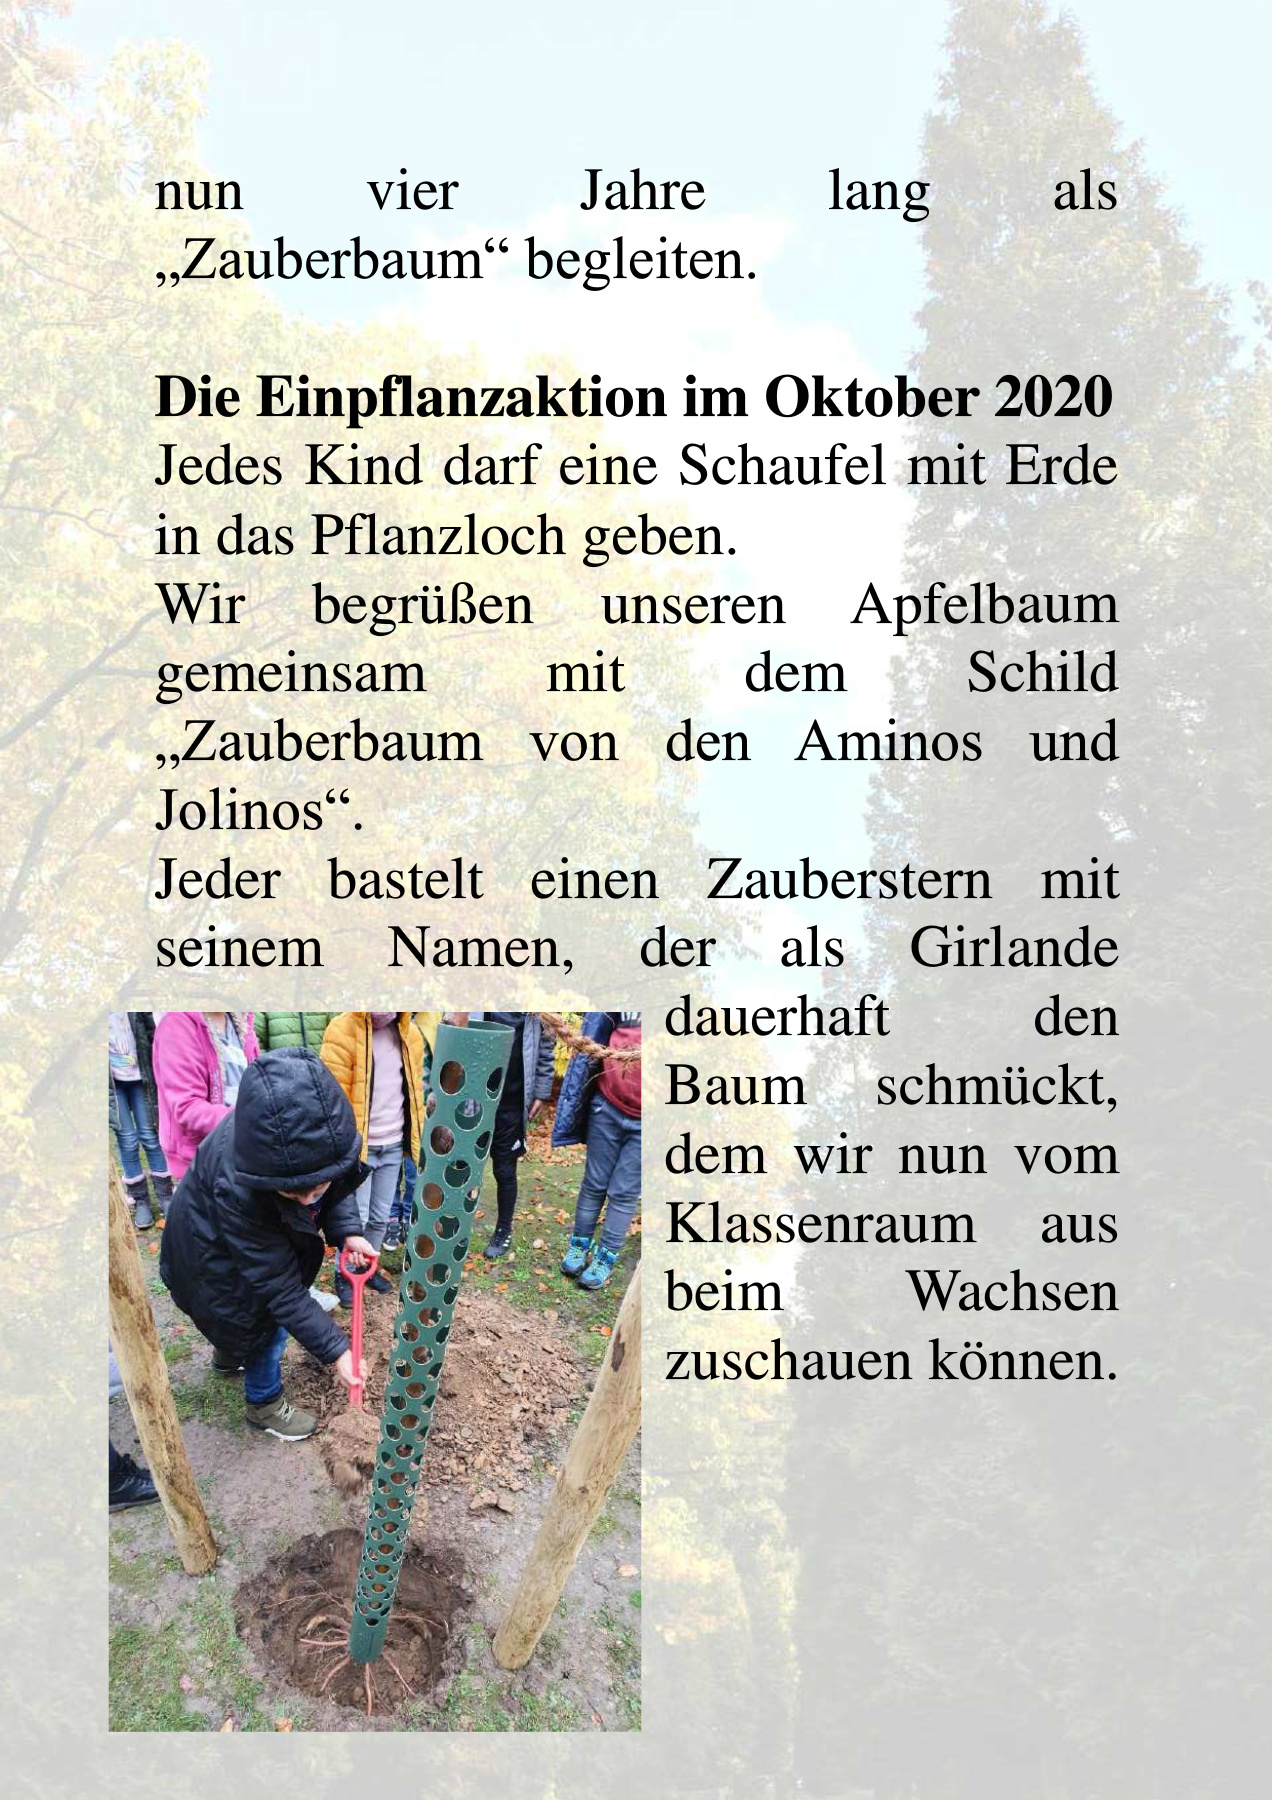 nun vier Jahre lang als
„Zauberbaum“ begleiten.
Die Einpflanzaktion im Oktober 2020
Jedes Kind darf eine Schaufel mit Erde
in das Pflanzloch geben.
Wir begrüßen unseren Apfelbaum
gemeinsam mit dem Schild
„Zauberbaum von den Aminos und
Jolinos“.
Jeder bastelt einen Zauberstern mit
seinem Namen, der als Girlande
dauerhaft den
Baum schmückt,
dem wir nun vom
Klassenraum aus
beim Wachsen
zuschauen können.